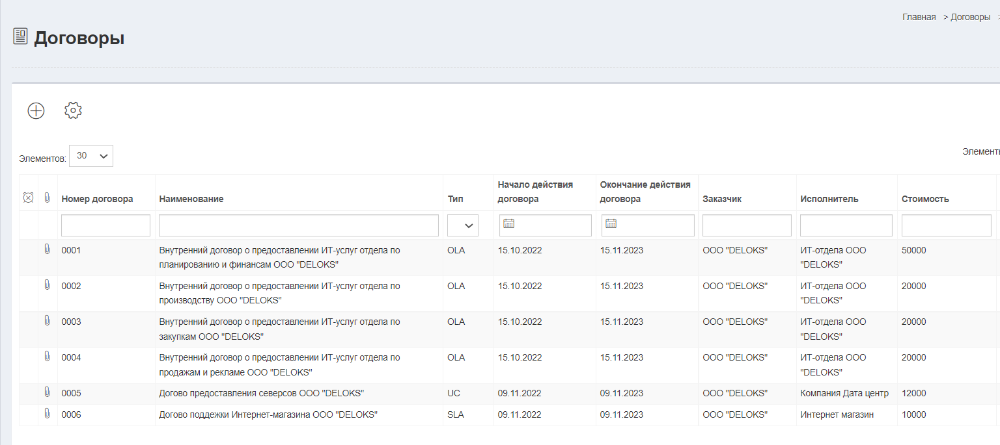 Главная > Договоры >
Договоры
Элементов: 30
Элементы
Номер договора Наименование Тип Начало действия договора Окончание действия договора Заказчик Исполнитель Стоимость
0001 Внутренний договор о предоставлении ИТ-услуг отдела по OLA 15.10.2022 15.11.2023 ООО "DELOKS" ИТ-отдела ООО 50000
планированию и финансам ООО "DELOKS" "DELOKS"
0002 Внутренний договор о предоставлении ИТ-услуг отдела по OLA 15.10.2022 15.11.2023 ООО "DELOKS" ИТ-отдела ООО 20000
производству ООО "DELOKS" "DELOKS"
0003 Внутренний договор о предоставлении ИТ-услуг отдела по OLA 15.10.2022 15.11.2023 ООО "DELOKS" ИТ-отдела ООО 20000
закупкам ООО "DELOKS" "DELOKS"
0004 Внутренний договор о предоставлении ИТ-услуг отдела по OLA 15.10.2022 15.11.2023 ООО "DELOKS" ИТ-отдела ООО 20000
продажам и рекламе ООО "DELOKS" "DELOKS"
0005 Догово предоставления северсов ООО "DELOKS" UC 09.11.2022 09.11.2023 ООО "DELOKS" Компания Дата центр 12000
0006 Догово поддежки Интернет-магазина ООО "DELOKS" SLA 09.11.2022 09.11.2023 ООО "DELOKS" Интернет магазин 10000